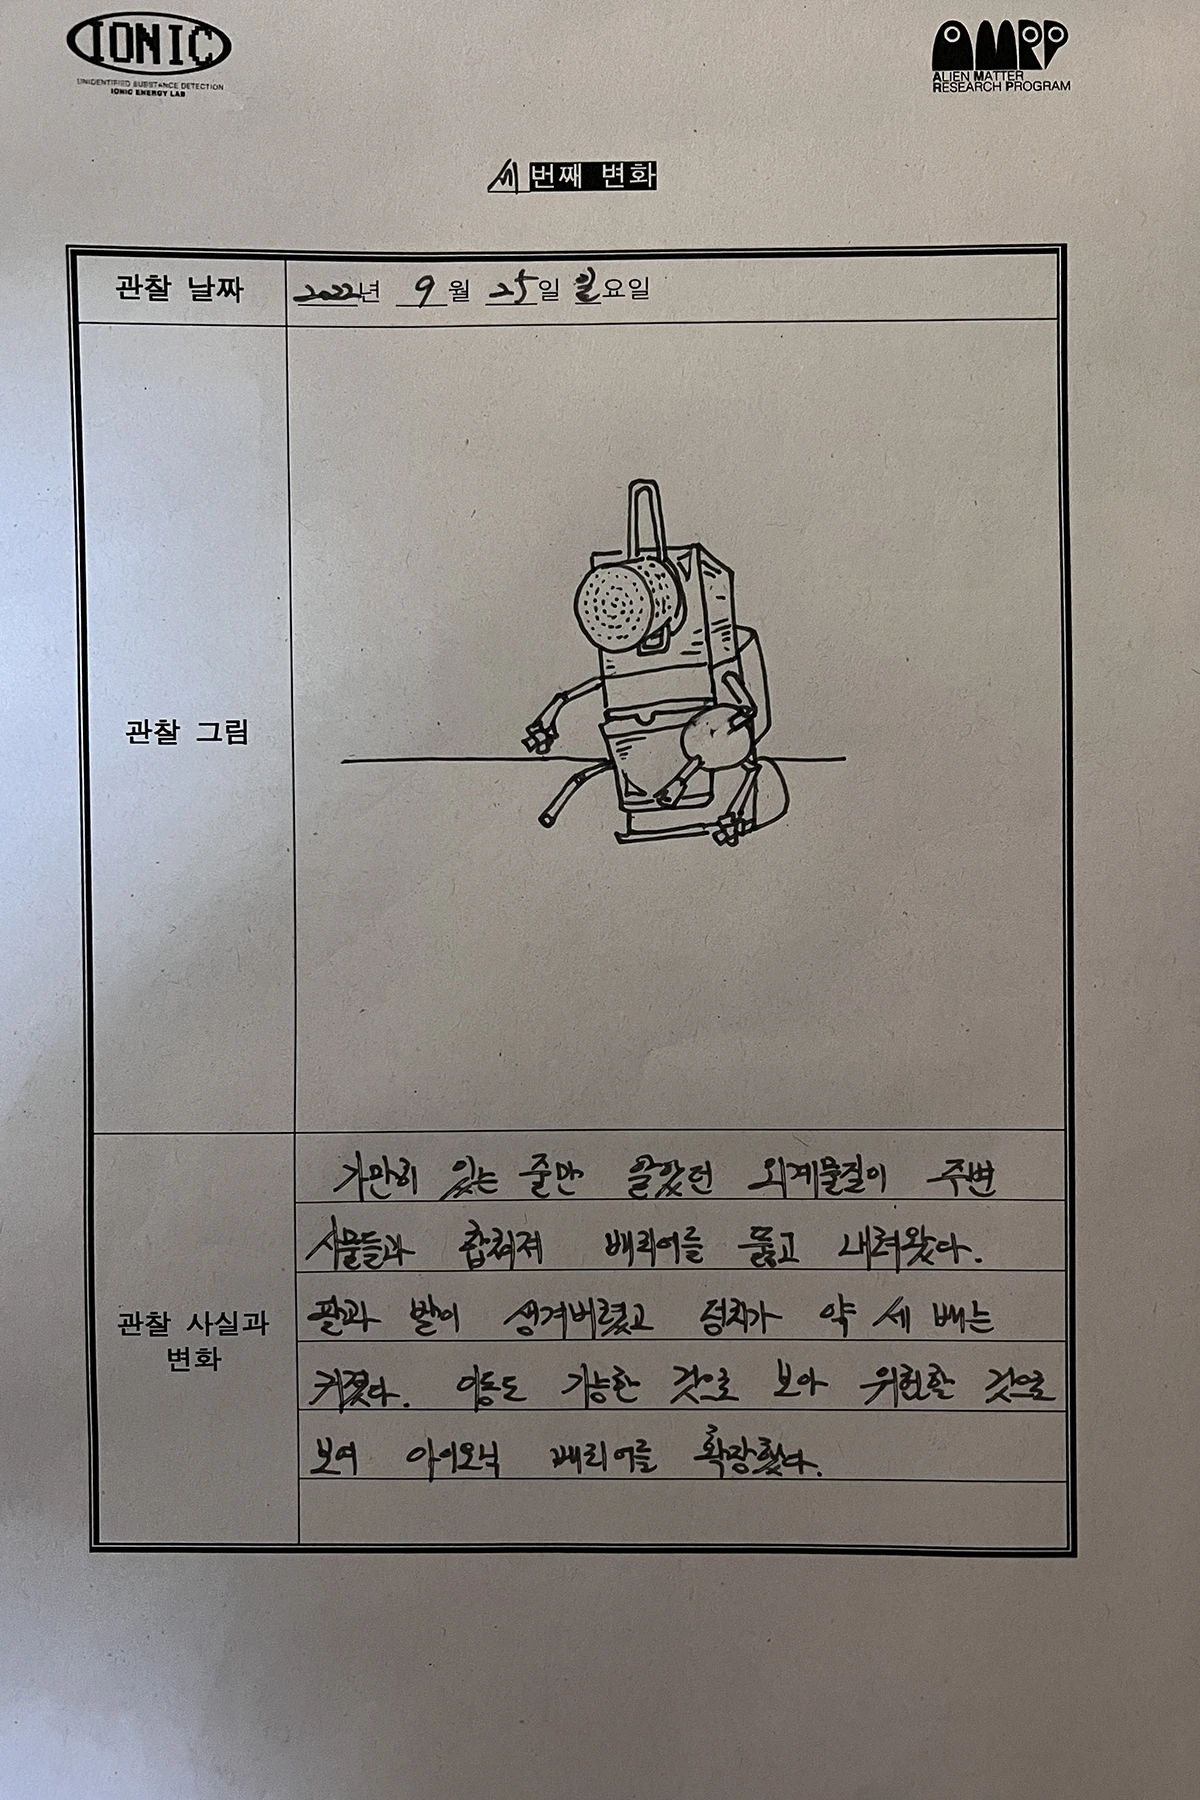 IONIC
UNIDENTIFIED SUBSTANCE DETECTION
IONIC ENERGY LAB
AMRP
ALIEN MATTER
RESEARCH PROGRAM
세 번째 변화
관찰 날짜
2022년 9월 25일 일요일
관찰 그림
관찰 사실과
변화
가만히 있는 줄만 알았던 외계물질이 주변
사물들과 합쳐져 배리어를 뚫고 내려왔다.
팔과 발이 생겨버렸고 덩치가 약 세 배는
커졌다. 이동도 가능한 것으로 보아 위험할 것으로
보여 아이오닉 배리어를 확장했다.